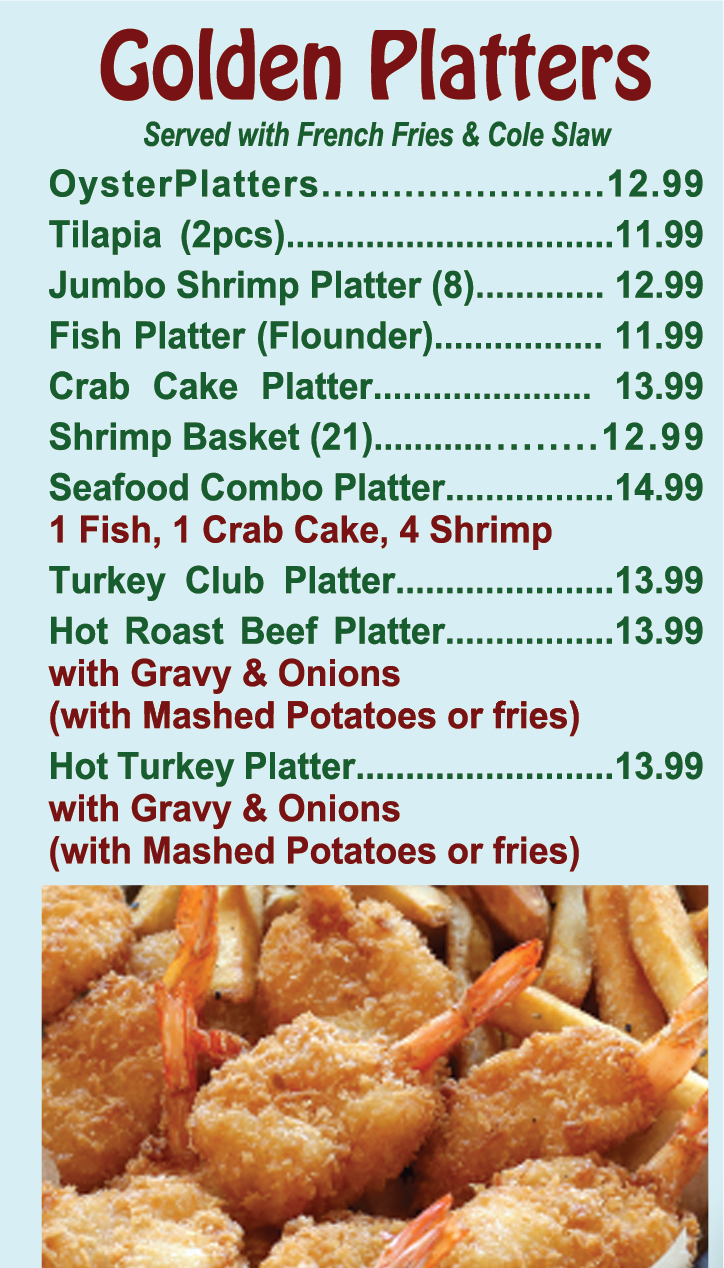 Golden Platters
Served with French Fries & Cole Slaw
OysterPlatters........................12.99
Tilapia (2pcs).................................11.99
Jumbo Shrimp Platter (8)............. 12.99
Fish Platter (Flounder)................. 11.99
Crab Cake Platter...................... 13.99
Shrimp Basket (21)....................12.99
Seafood Combo Platter.................14.99
1 Fish, 1 Crab Cake, 4 Shrimp
Turkey Club Platter......................13.99
Hot Roast Beef Platter.................13.99
with Gravy & Onions
(with Mashed Potatoes or fries)
Hot Turkey Platter..........................13.99
with Gravy & Onions
(with Mashed Potatoes or fries)